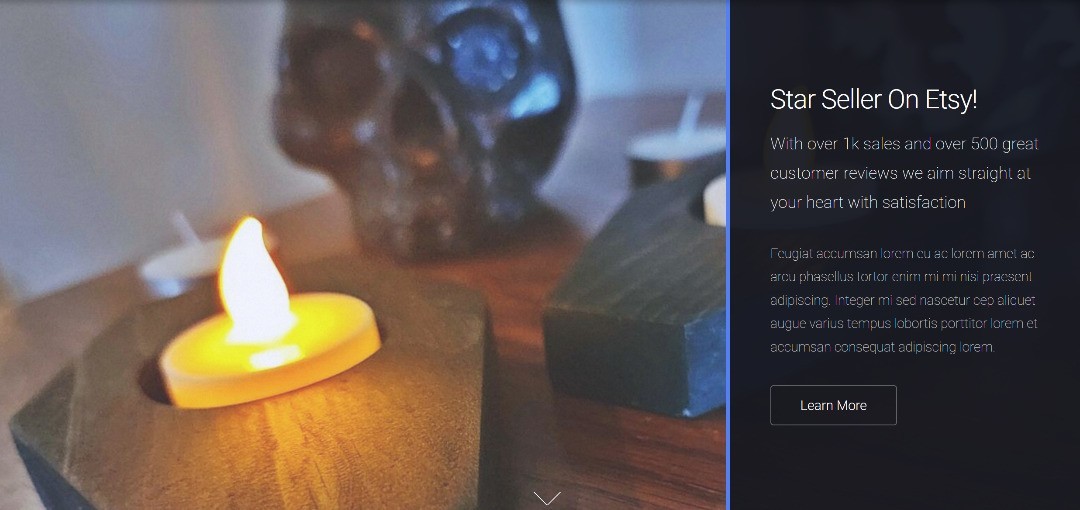 Star Seller On Etsy!
With over 1k sales and over 500 great
customer reviews we aim straight at
your heart with satisfaction
Feugiat accumsan lorem eu ac lorem amet ac
arcu phasellus tortor enim mi mi nisi praesent
adipiscing. Integer mi sed nascetur cep aliquet
augue varius tempus lobortis porttitor lorem et
accumsan consequat adipiscing lorem.
Learn More